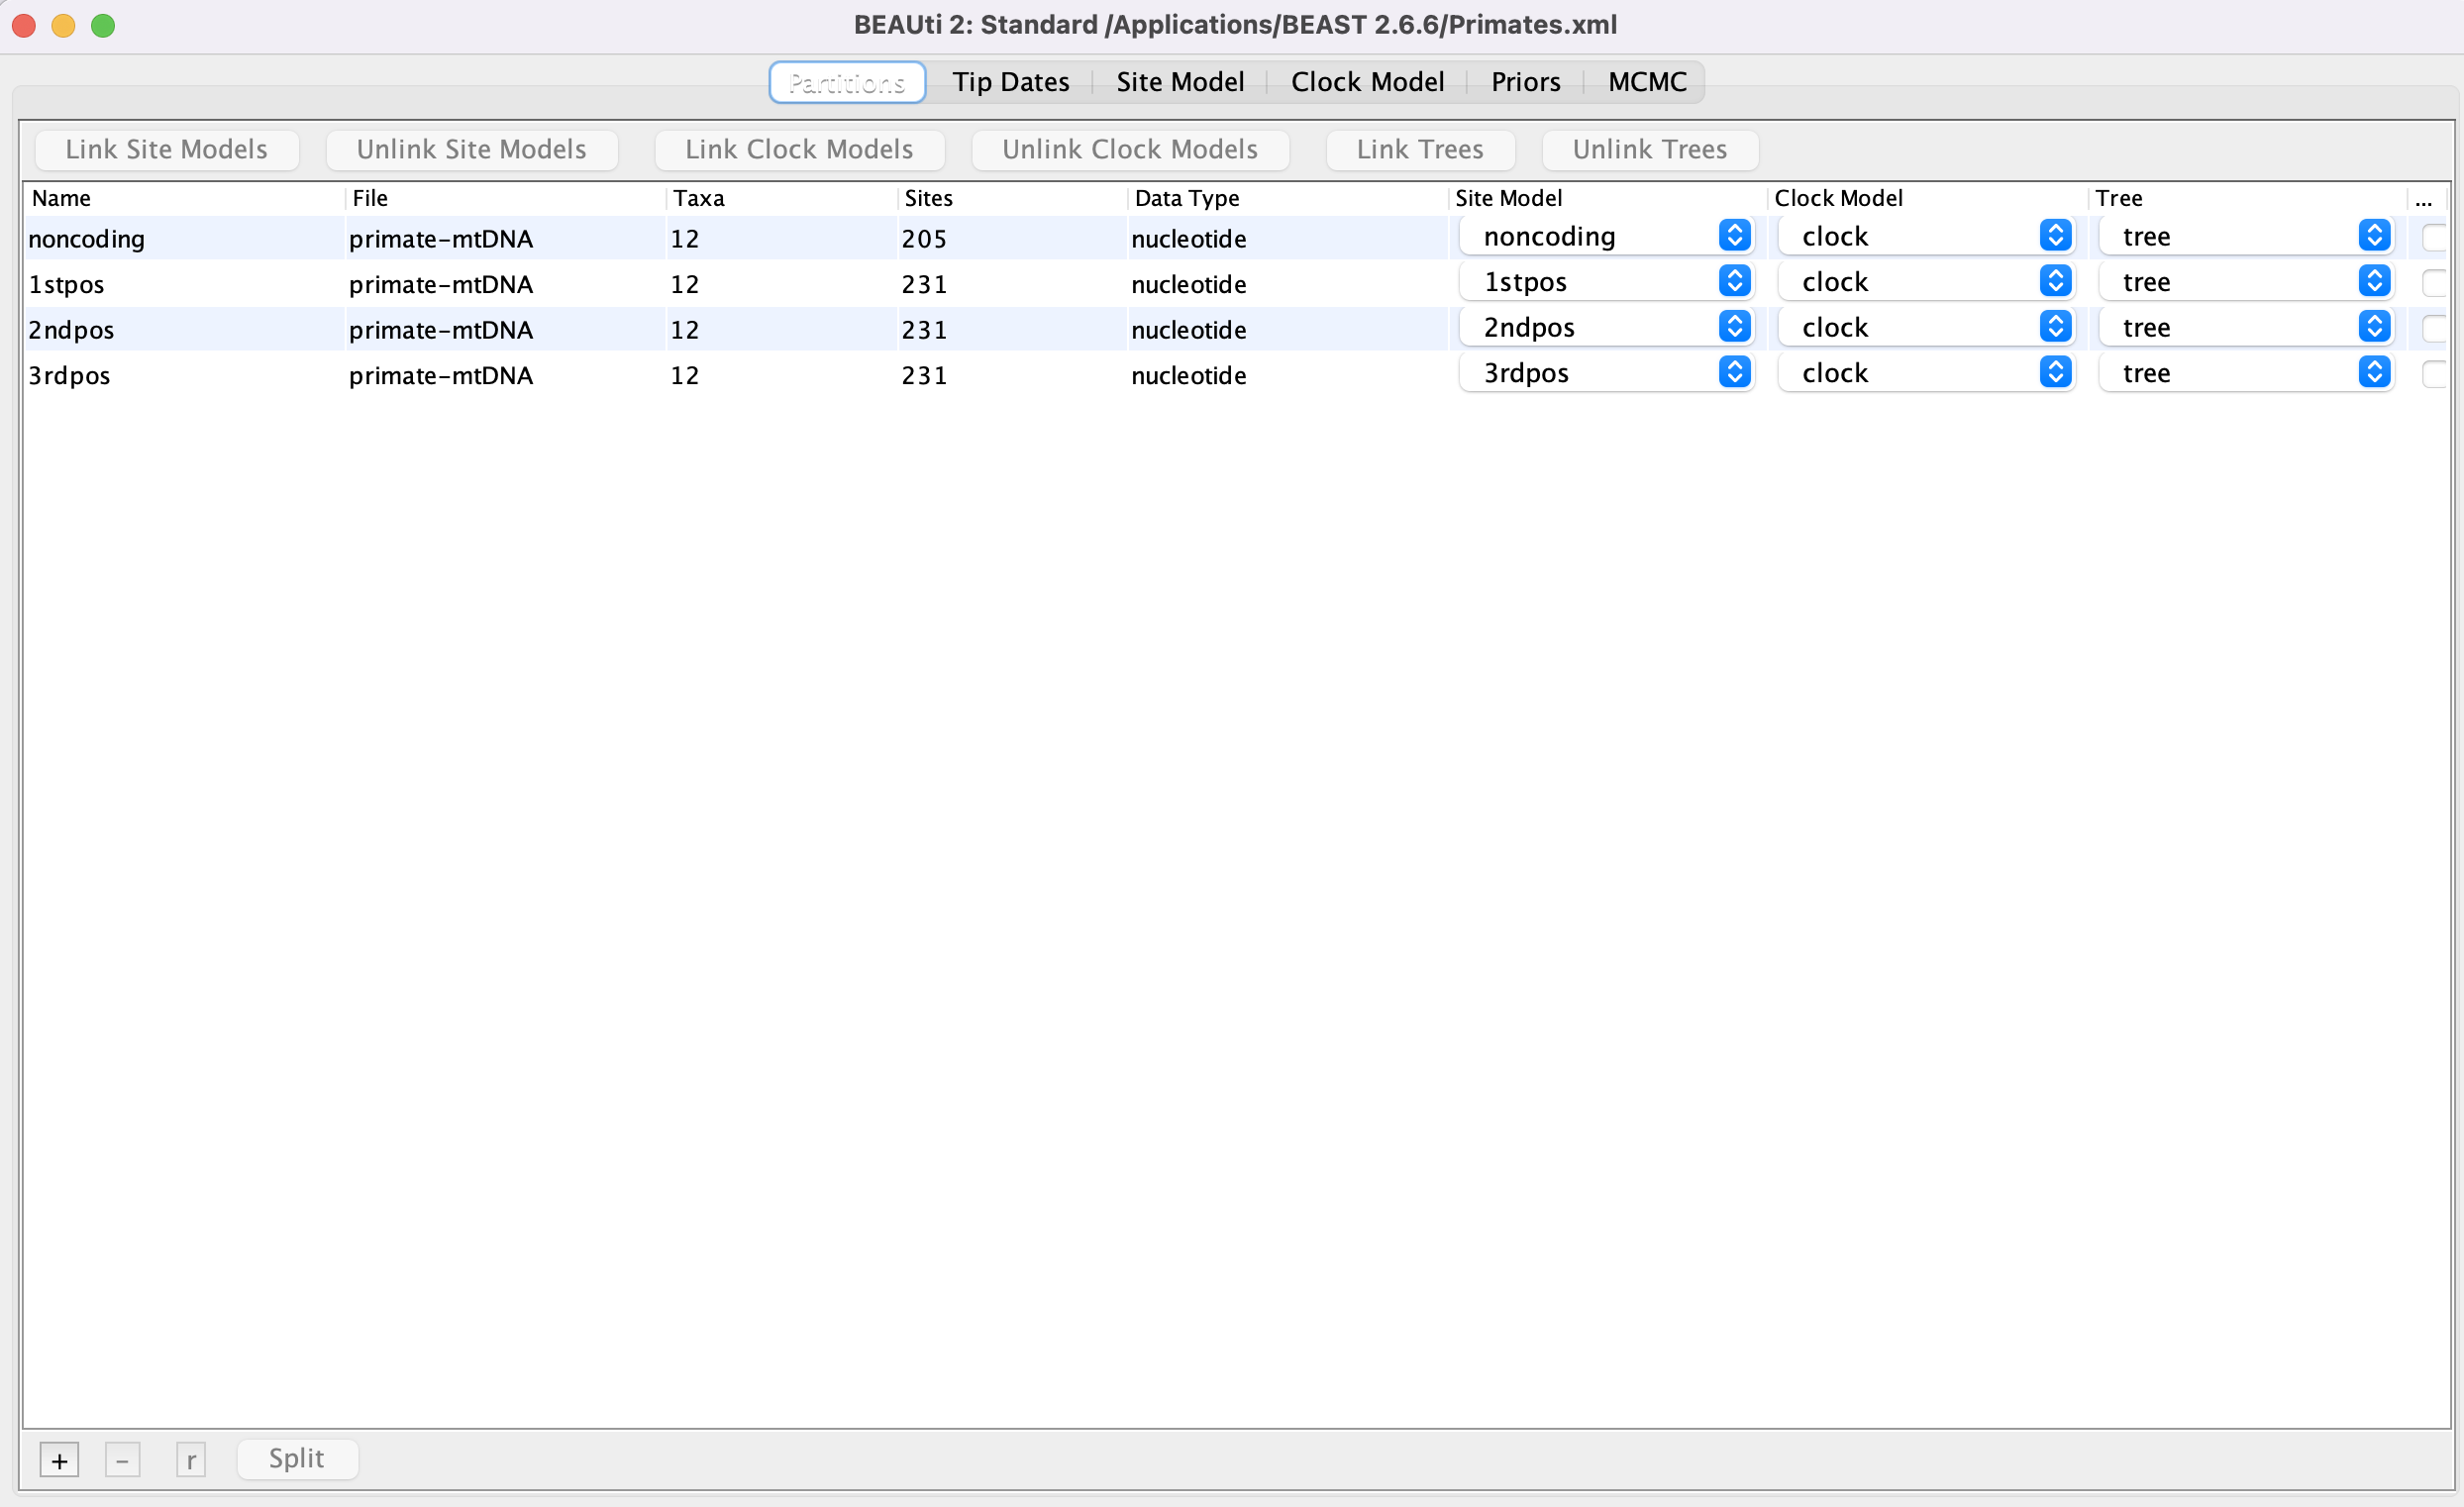 BEAUti 2: Standard /Applications/BEAST 2.6.6/Primates.xml
Partitions Tip Dates Site Model Clock Model Priors MCMC
Link Site Models Unlink Site Models Link Clock Models Unlink Clock Models Link Trees Unlink Trees
Name File Taxa Sites Data Type Site Model Clock Model Tree ...
noncoding primate-mtDNA 12 205 nucleotide noncoding clock tree
1stpos primate-mtDNA 12 231 nucleotide 1stpos clock tree
2ndpos primate-mtDNA 12 231 nucleotide 2ndpos clock tree
3rdpos primate-mtDNA 12 231 nucleotide 3rdpos clock tree
+ - r Split